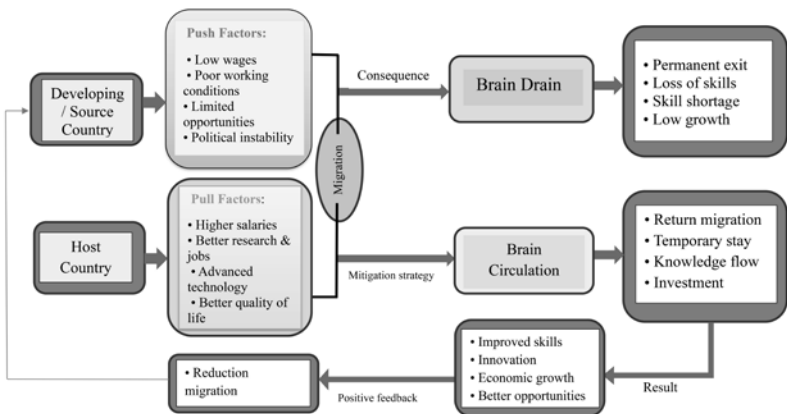 Push Factors:
• Low wages
• Poor working
conditions
• Limited
opportunities
• Political instability
Developing
/ Source
Country
Consequence
Brain Drain
• Permanent exit
• Loss of skills
• Skill shortage
• Low growth
Migration
Pull Factors:
• Higher salaries
• Better research &
jobs
• Advanced
technology
• Better quality of
life
Host
Country
Mitigation strategy
Brain
Circulation
• Return migration
• Temporary stay
• Knowledge flow
• Investment
Result
• Improved skills
• Innovation
• Economic growth
• Better opportunities
Positive feedback
• Reduction
migration